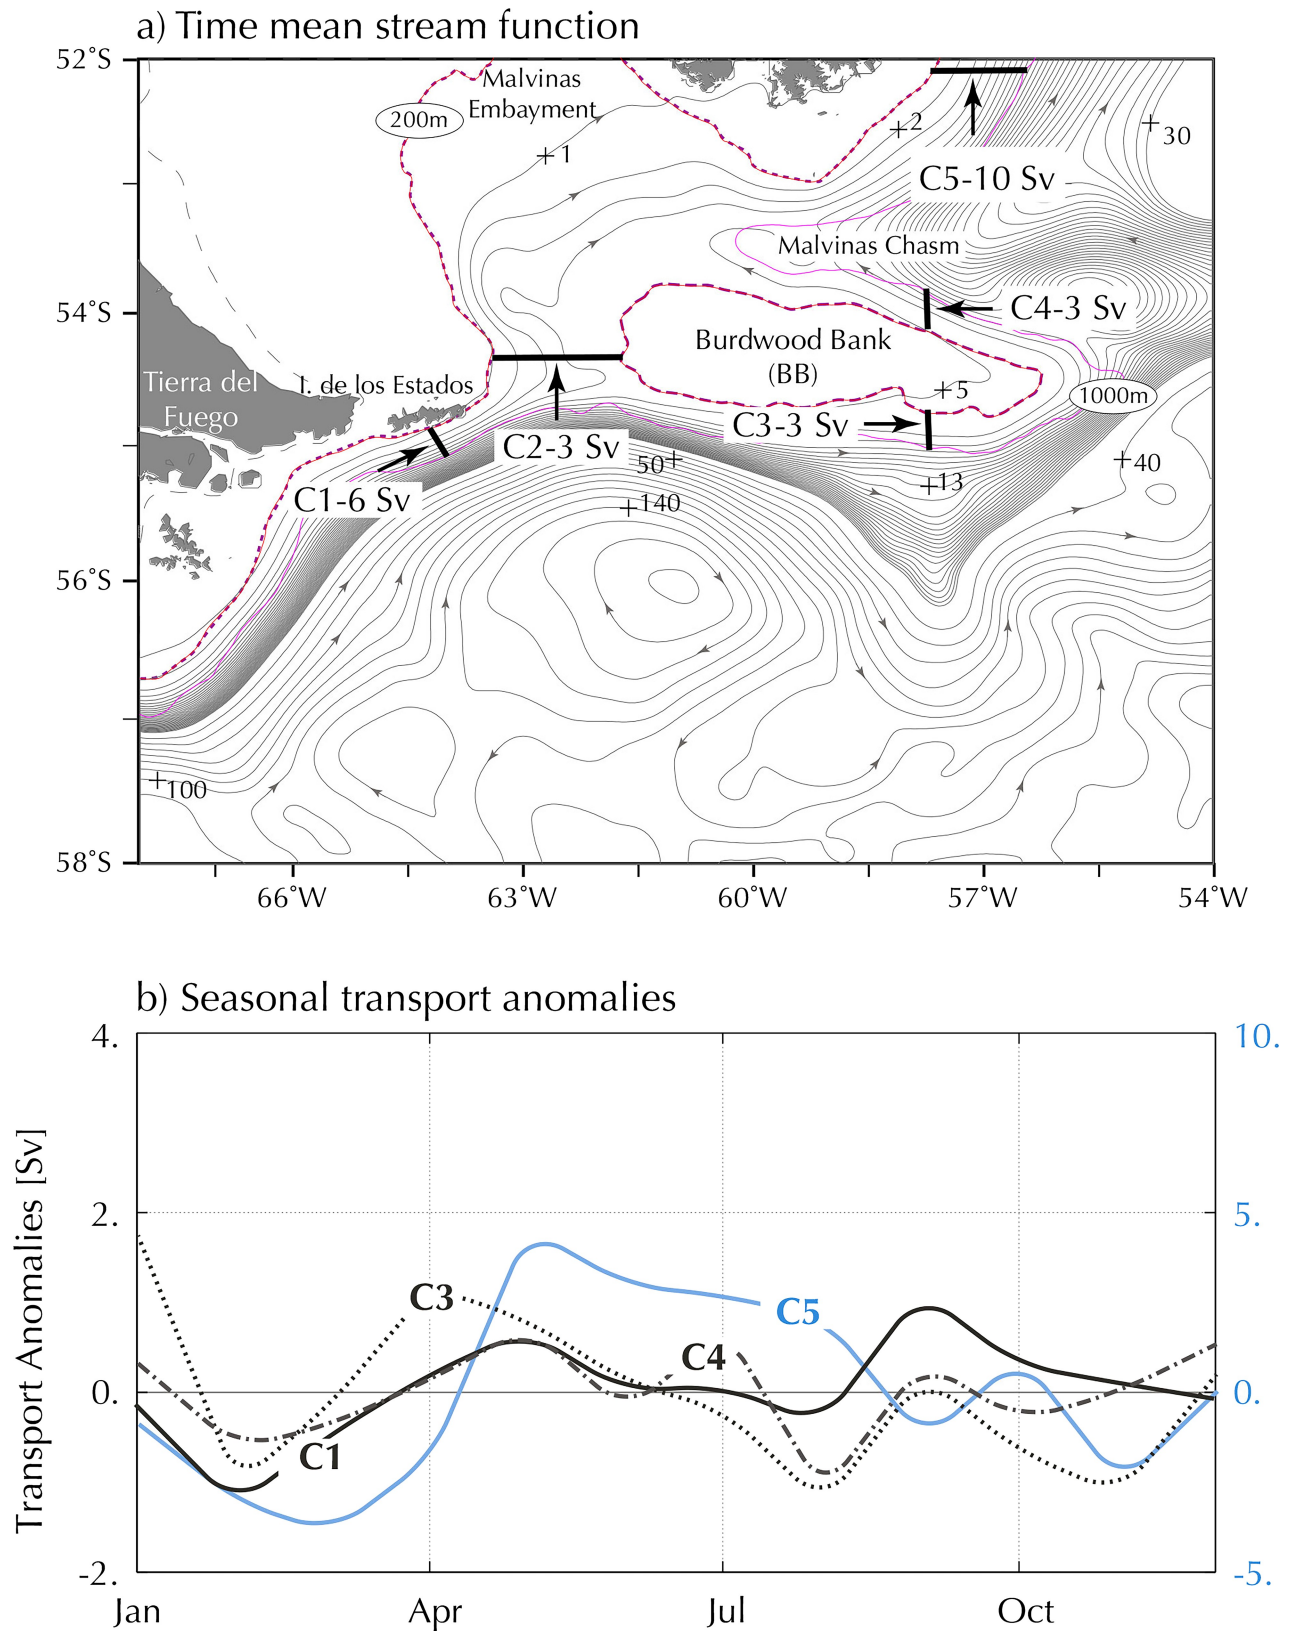 a) Time mean stream function
52°S
Malvinas
Embayment
200m
+1
+2
+30
C5-10 Sv
Malvinas Chasm
54°S
C4-3 Sv
Burdwood Bank
(BB)
Tierra del
Fuego
I. de los Estados
+5
1000m
C3-3 Sv
C2-3 Sv
50+
+40
+13
C1-6 Sv
+140
56°S
+100
58°S
66°W
63°W
60°W
57°W
54°W
b) Seasonal transport anomalies
4.
10.
Transport Anomalies [Sv]
2.
5.
C3
C5
C4
0.
0.
C1
-2.
-5.
Jan
Apr
Jul
Oct